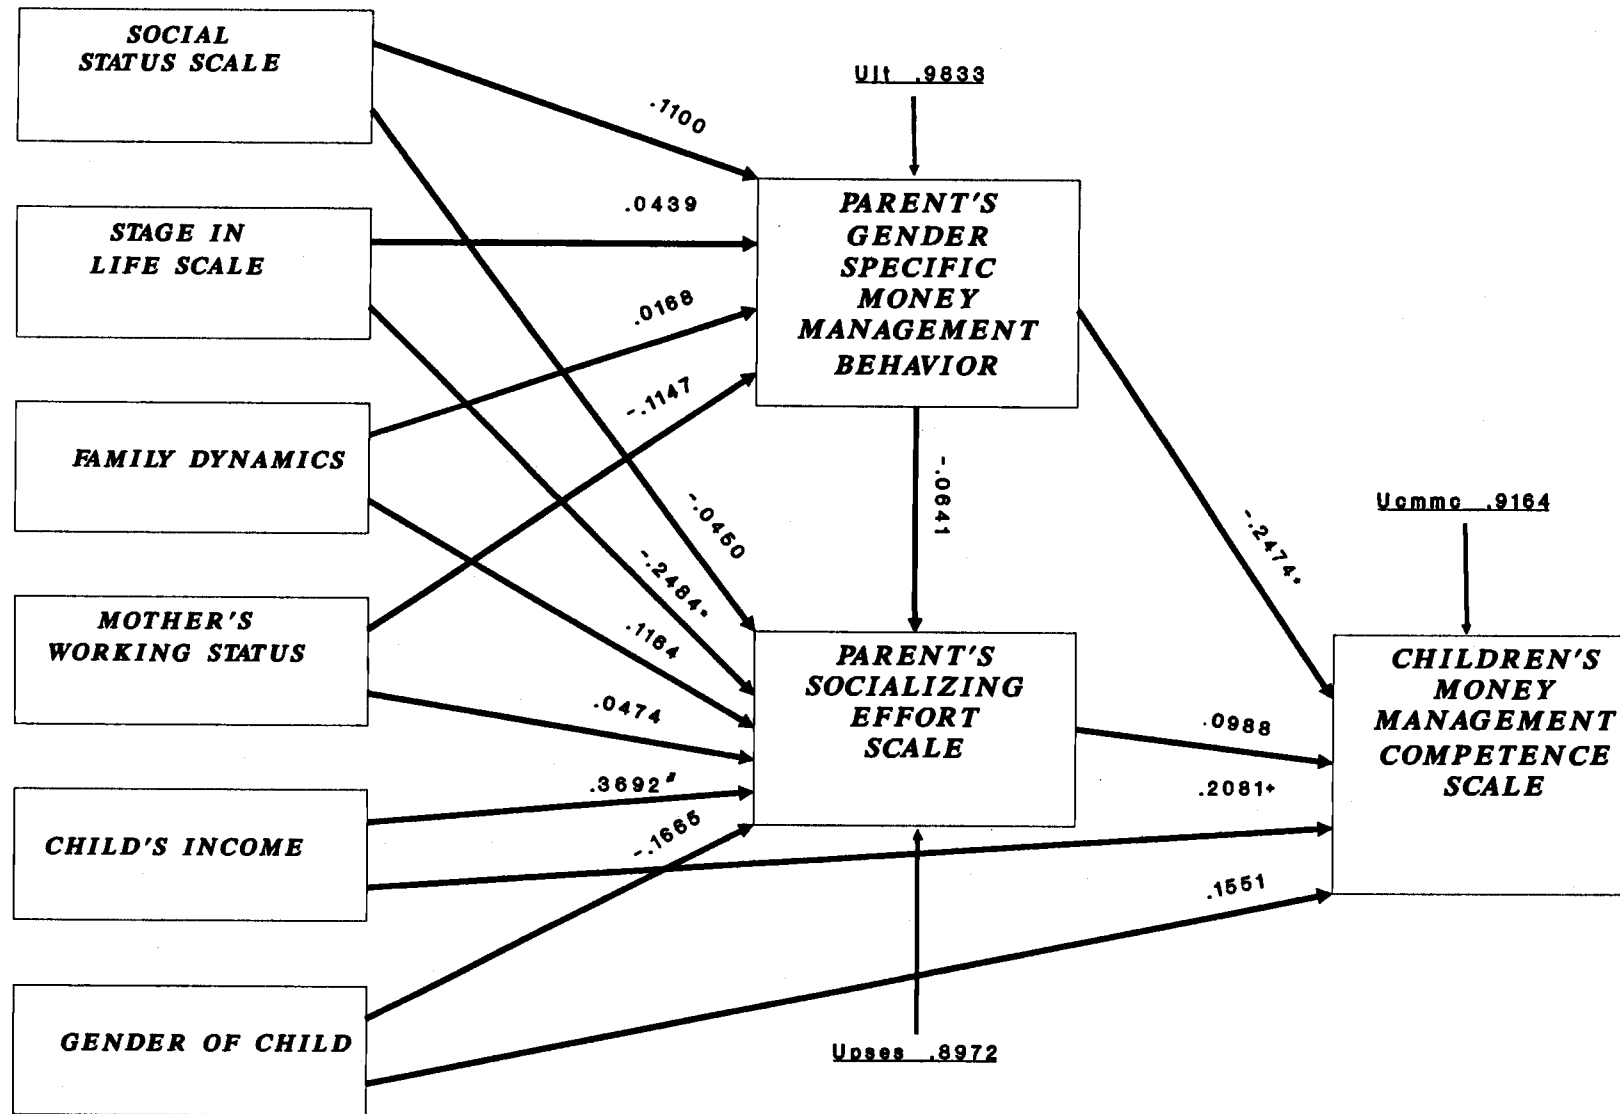 SOCIAL
STATUS SCALE
STAGE IN
LIFE SCALE
FAMILY DYNAMICS
MOTHER'S
WORKING STATUS
CHILD'S INCOME
GENDER OF CHILD
Ult .9833
.1100
.0439
.0168
-.1147
PARENT'S
GENDER
SPECIFIC
MONEY
MANAGEMENT
BEHAVIOR
-.0641
-.0460
-.2484*
.1164
.0474
.3692#
-.1665
PARENT'S
SOCIALIZING
EFFORT
SCALE
Upses .8972
-.2474*
.0988
.2081+
.1551
Ucmmc .9164
CHILDREN'S
MONEY
MANAGEMENT
COMPETENCE
SCALE